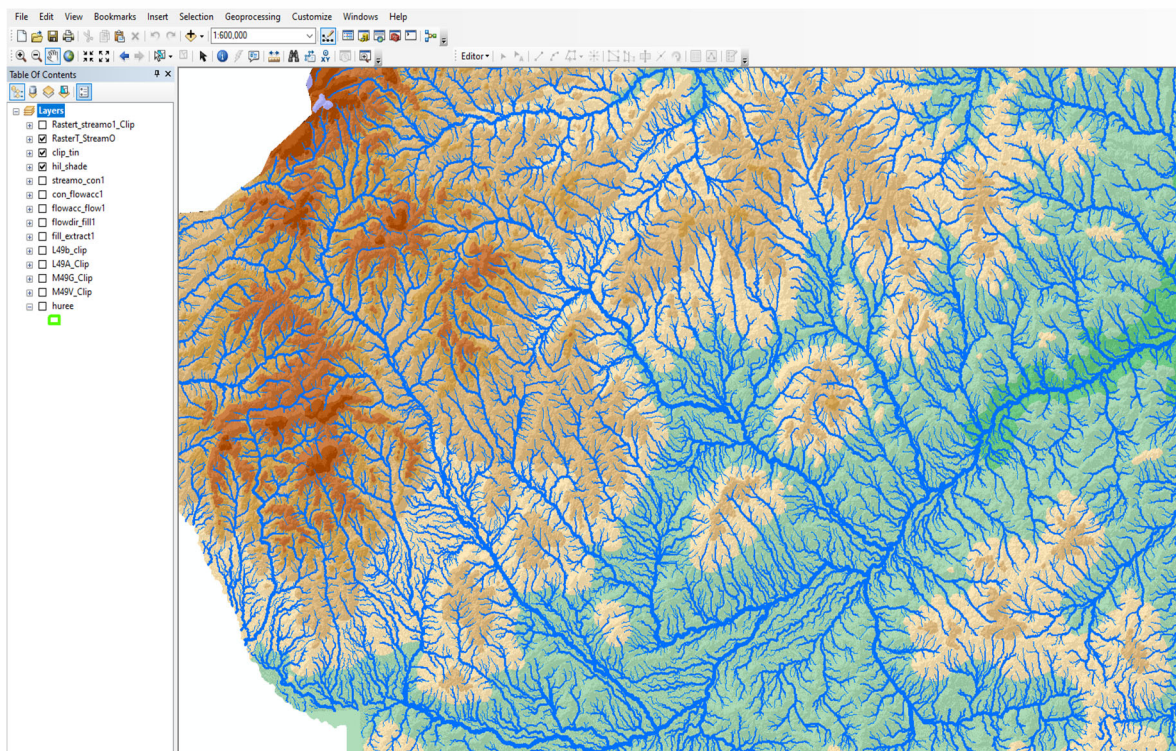 File Edit View Bookmarks Insert Selection Geoprocessing Customize Windows Help
1:600,000
Editor
Table Of Contents
Layers
Rastert_streamo1_Clip
RasterT_StreamO
clip_tin
hil_shade
streamo_con1
con_flowacc1
flowacc_flow1
flowdir_fill1
fill_extract1
L49b_clip
L49A_Clip
M49G_Clip
M49V_Clip
huree